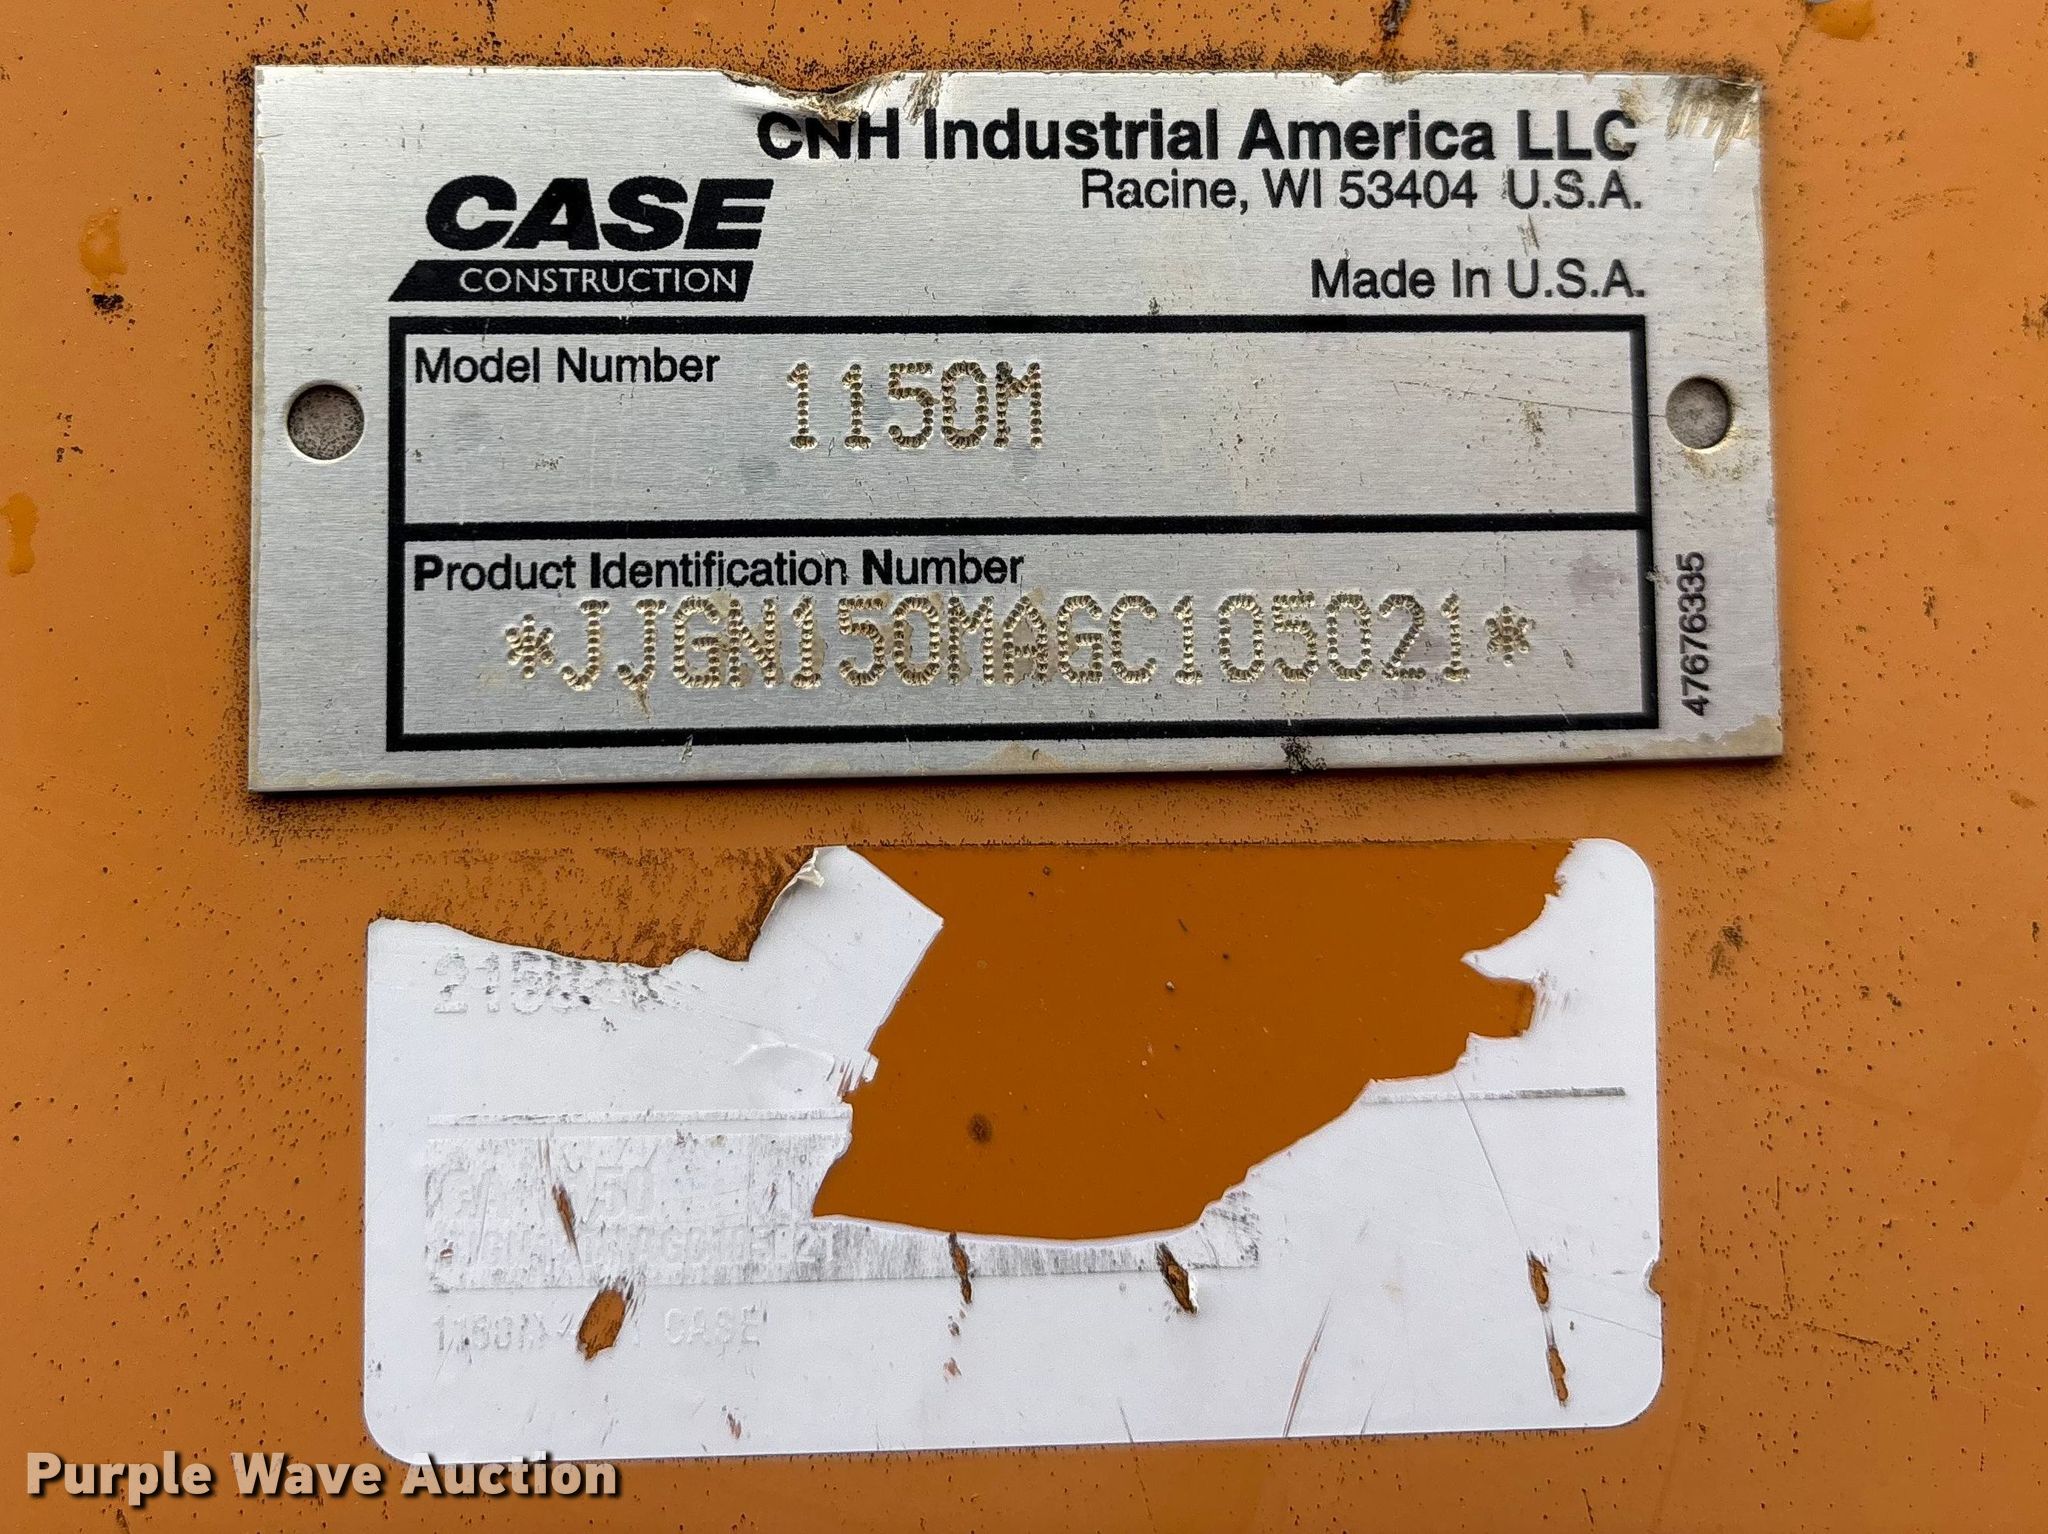 CNH Industrial America LLC
Racine, WI 53404 U.S.A.
CASE
CONSTRUCTION
Made In U.S.A.
Model Number 1150M
Product Identification Number
*JJGN150MAGC105021*
47676335
1150M
CASE
Purple Wave Auction